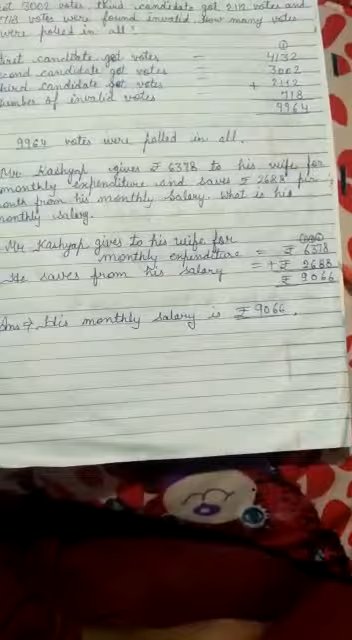 got 3002 votes, third candidate got 2112 votes and
718 votes were found invalid. How many votes
were polled in all?
①
first candidate got votes = 4132
second candidate got votes = 3002
third candidate got votes + 2112
number of invalid votes 718
9964
9964 votes were polled in all.
Mr. Kashyap gives ₹ 6378 to his wife for
monthly expenditure and saves ₹ 2688 per
month from his monthly salary. What is his
monthly salary.
Mr Kashyap gives to his wife for
monthly expenditure = ₹ 6378
He saves from his salary = + ₹ 2688
₹ 9066
Ans → His monthly salary is ₹ 9066.